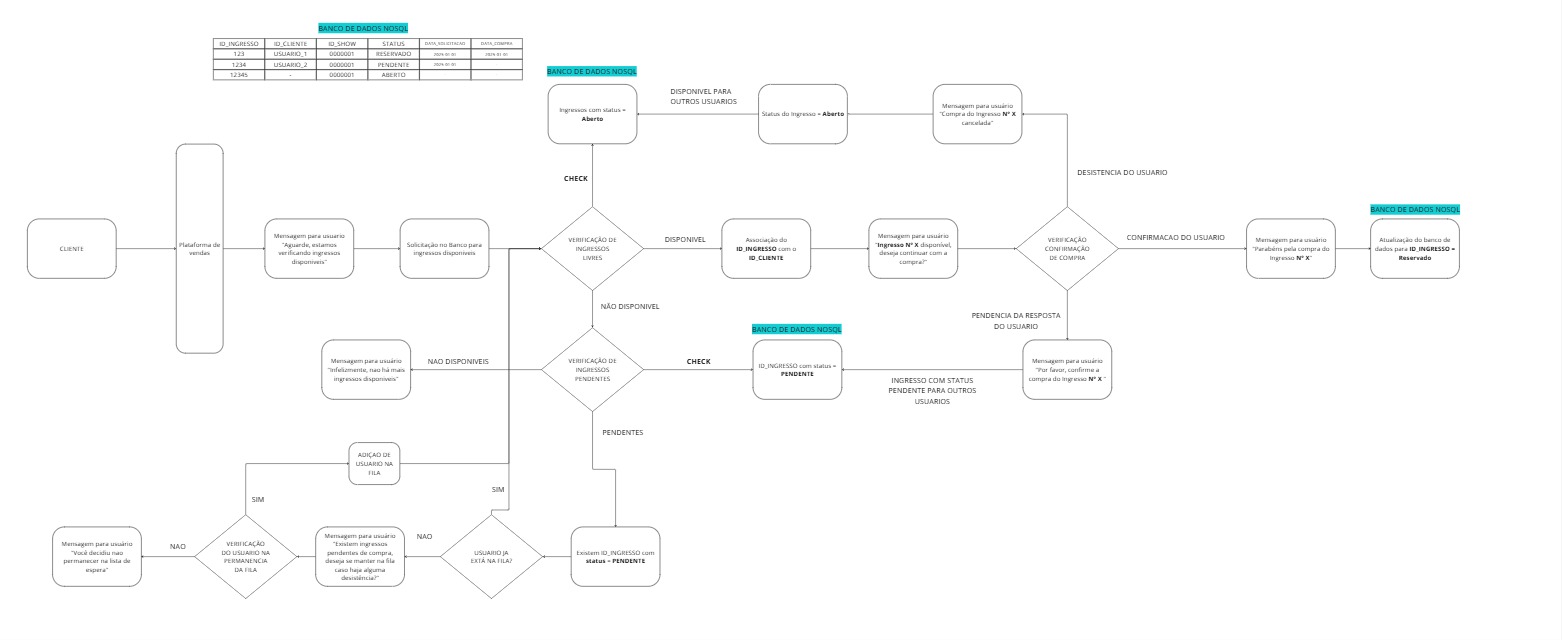 BANCO DE DADOS NOSQL
ID_INGRESSO ID_CLIENTE ID_SHOW STATUS DATA_SOLICITACAO DATA_COMPRA
123 USUARIO_1 0000001 RESERVADO 2025-01-01 2025-01-01
1234 USUARIO_2 0000001 PENDENTE 2025-01-01
12345 - 0000001 ABERTO
BANCO DE DADOS NOSQL
Ingressos com status =
Aberto
DISPONIVEL PARA
OUTROS USUARIOS
Status do Ingresso = Aberto
Mensagem para usuário
"Compra do Ingresso Nº X
cancelada"
CHECK
DESISTENCIA DO USUARIO
CLIENTE
Plataforma de
vendas
Mensagem para usuario
"Aguarde, estamos
verificando ingressos
disponiveis"
Solicitação no Banco para
ingressos disponiveis
VERIFICAÇÃO DE
INGRESSOS
LIVRES
DISPONIVEL
Associação do
ID_INGRESSO com o
ID_CLIENTE
Mensagem para usuário
"Ingresso Nº X disponível,
deseja continuar com a
compra?"
VERIFICAÇÃO
CONFIRMAÇÃO
DE COMPRA
CONFIRMACAO DO USUARIO
Mensagem para usuário
"Parabéns pela compra do
Ingresso Nº X"
BANCO DE DADOS NOSQL
Atualização do banco de
dados para ID_INGRESSO =
Reservado
NÃO DISPONIVEL
PENDENCIA DA RESPOSTA
DO USUARIO
Mensagem para usuário
"Infelizmente, nao há mais
ingressos disponiveis"
NAO DISPONIVEIS
VERIFICAÇÃO DE
INGRESSOS
PENDENTES
CHECK
BANCO DE DADOS NOSQL
ID_INGRESSO com status =
PENDENTE
INGRESSO COM STATUS
PENDENTE PARA OUTROS
USUARIOS
Mensagem para usuário
"Por favor, confirme a
compra do Ingresso Nº X "
PENDENTES
ADIÇAO DE
USUARIO NA
FILA
SIM
SIM
Mensagem para usuário
"Você decidiu nao
permanecer na lista de
espera"
NAO
VERIFICAÇÃO
DO USUARIO NA
PERMANENCIA
DA FILA
Mensagem para usuário
"Existem ingressos
pendentes de compra,
deseja se manter na fila
caso haja alguma
desistência?"
NAO
USUARIO JA
EXTÁ NA FILA?
Existem ID_INGRESSO com
status = PENDENTE